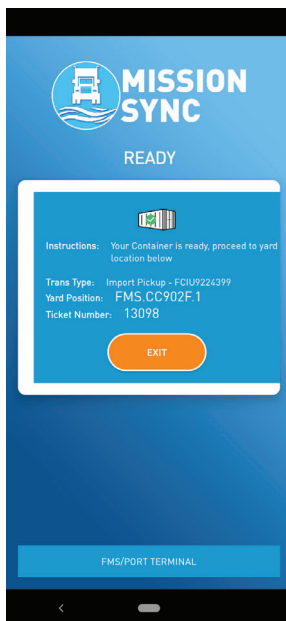 MISSION
SYNC
READY
Instructions: Your Container is ready, proceed to yard
location below
Trans Type: Import Pickup - FCIU9224399
Yard Position: FMS.CC902F.1
Ticket Number: 13098
EXIT
FMS/PORT TERMINAL